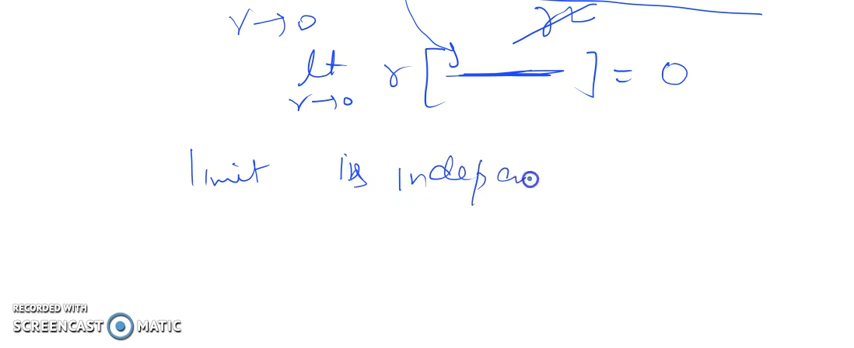 r → 0
lt r [ ——— ] = 0
r → 0
limit is indepen
RECORDED WITH
SCREENCAST MATIC